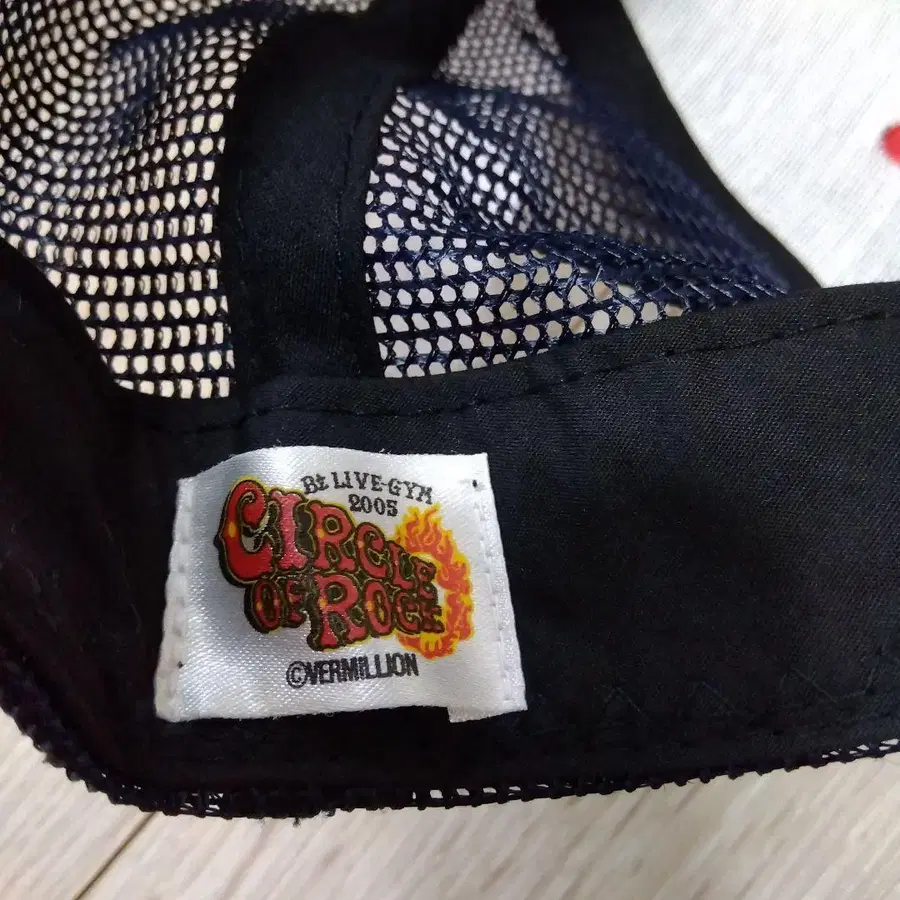 B'z LIVE-GYM
2005
CIRCLE
OF ROCK
©VERMILLION